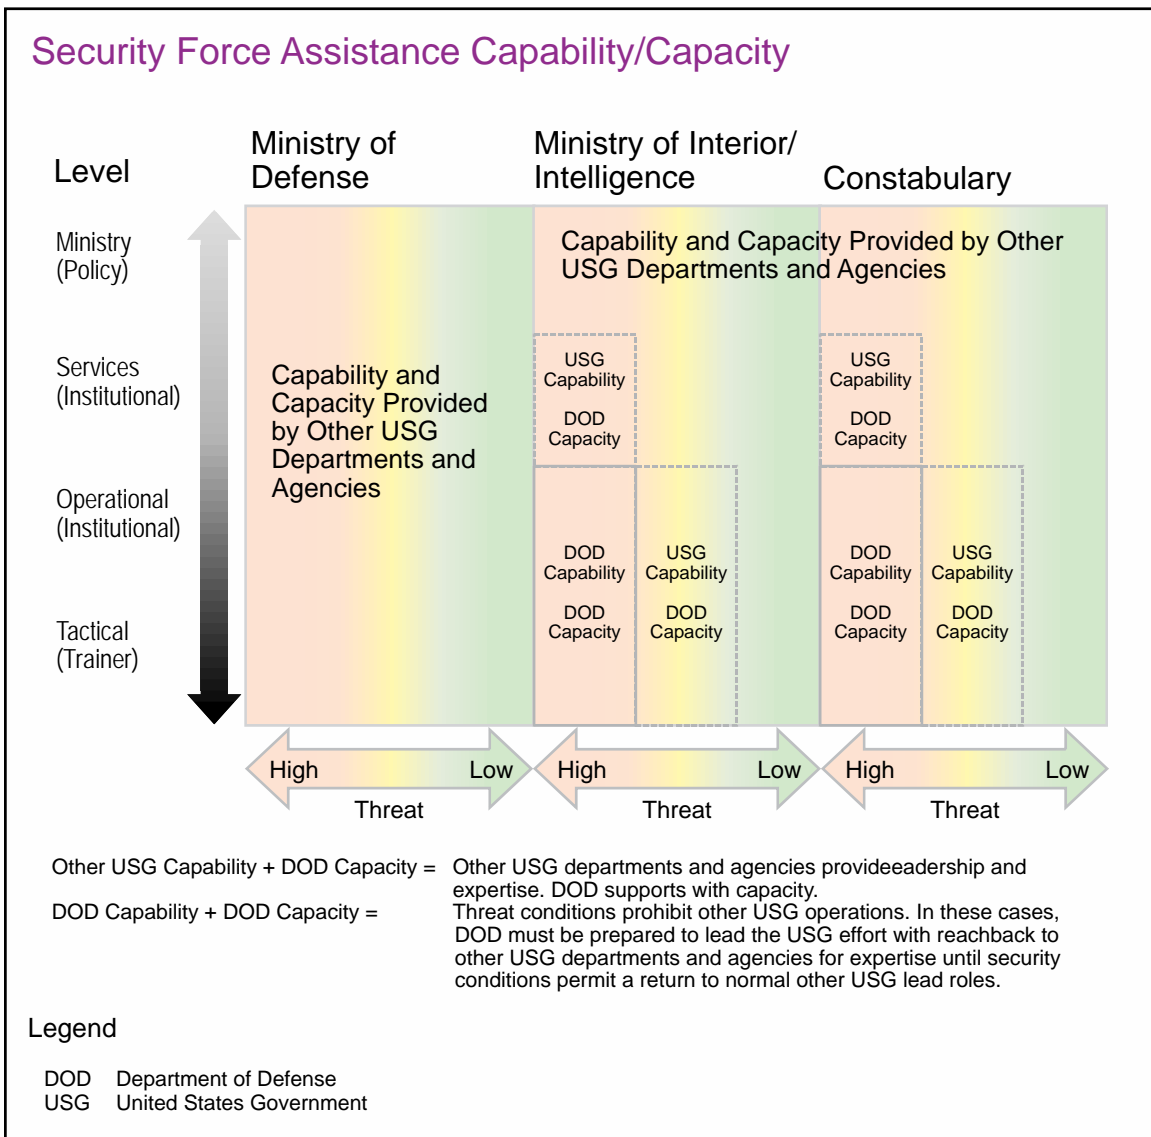 Security Force Assistance Capability/Capacity
Level
Ministry of
Defense
Ministry of Interior/
Intelligence
Constabulary
Ministry
(Policy)
Services
(Institutional)
Operational
(Institutional)
Tactical
(Trainer)
Capability and
Capacity Provided
by Other USG
Departments and
Agencies
Capability and Capacity Provided by Other
USG Departments and Agencies
USG
Capability
DOD
Capacity
USG
Capability
DOD
Capacity
DOD
Capability
DOD
Capacity
USG
Capability
DOD
Capacity
DOD
Capability
DOD
Capacity
USG
Capability
DOD
Capacity
High Low
Threat
High Low
Threat
High Low
Threat
Other USG Capability + DOD Capacity = Other USG departments and agencies provideeadership and
expertise. DOD supports with capacity.
DOD Capability + DOD Capacity = Threat conditions prohibit other USG operations. In these cases,
DOD must be prepared to lead the USG effort with reachback to
other USG departments and agencies for expertise until security
conditions permit a return to normal other USG lead roles.
Legend
DOD Department of Defense
USG United States Government